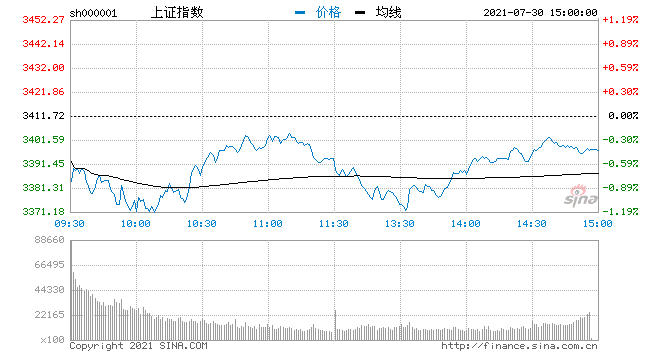 sh000001 上证指数 价格 均线 2021-07-30 15:00:00
3452.27 +1.19%
3442.14 +0.89%
3432.00 +0.59%
3421.86 +0.30%
3411.72 0.00%
3401.59 -0.30%
3391.45 -0.59%
3381.31 -0.89%
3371.18 -1.19%
sina
09:30 10:00 10:30 11:00 11:30 13:30 14:00 14:30 15:00
88660
66495
44330
22165
x100
Copyright 2021 SINA.COM http://finance.sina.com.cn